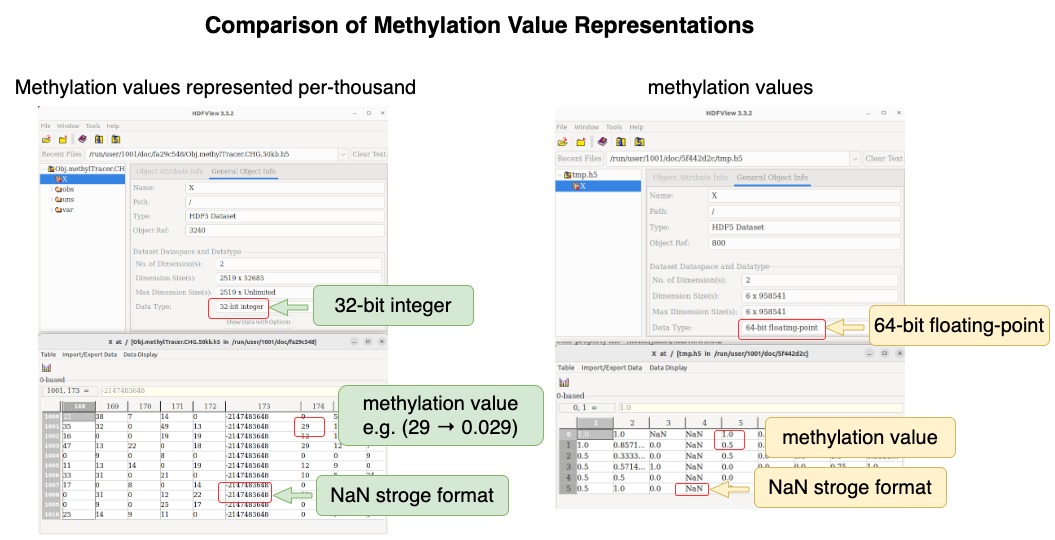 Comparison of Methylation Value Representations
Methylation values represented per-thousand
HDFView 3.3.2
File Window Tools Help
Recent Files /run/user/1001/doc/fa29c548/Obj.methylTracer.CHG.50kb.h5 Clear Text
Obj.methylTracer.CH
X
obs
uns
var
Object Attribute Info General Object Info
Name: X
Path: /
Type: HDF5 Dataset
Object Ref: 3240
Dataset Dataspace and Datatype
No. of Dimension(s): 2
Dimension Size(s): 2519 x 52685
Max Dimension Size(s): 2519 x Unlimited
Data Type: 32-bit integer
Show Data with Options
32-bit integer
X at / [Obj.methylTracer.CHG.50kb.h5 in /run/user/1001/doc/fa29c548]
Table Import/Export Data Data Display
0-based
1001, 173 = -2147483648
168 169 170 171 172 173 174
1000 21 38 7 14 0 -2147483648 0
1001 35 32 0 49 13 -2147483648 29
1002 16 0 0 19 19 -2147483648
1003 47 13 22 0 18 -2147483648 29 12
1004 0 9 0 8 0 -2147483648 0 0 9
1005 11 13 14 0 19 -2147483648 12 9 0
1006 33 31 0 21 0 -2147483648 10
1007 17 0 8 0 14 -2147483648
1008 0 31 0 12 22 -2147483648
1009 0 9 0 25 17 -2147483648
1010 25 14 9 11 0 -2147483648
methylation value
e.g. (29 → 0.029)
NaN stroge format
methylation values
HDFView 3.3.2
File Window Tools Help
Recent Files /run/user/1001/doc/5f442d2c/tmp.h5 Clear Text
tmp.h5
X
Object Attribute Info General Object Info
Name: X
Path: /
Type: HDF5 Dataset
Object Ref: 800
Dataset Dataspace and Datatype
No. of Dimension(s): 2
Dimension Size(s): 6 x 958541
Max Dimension Size(s): 6 x 958541
Data Type: 64-bit floating-point
64-bit floating-point
X at / [tmp.h5 in /run/user/1001/doc/5f442d2c]
Table Import/Export Data Data Display
0-based
0, 1 = 1.0
1 2 3 4 5
0 1.0 1.0 NaN NaN 1.0 0.
1 1.0 0.8571... 0.0 NaN 0.5 0.
2 0.5 0.3333... 0.0 NaN 0.5
3 0.5 0.5714... 1.0 NaN 0.0 0.0 0.75 1.0
4 0.5 0.5 0.0 NaN 0.0
5 0.5 1.0 0.0 NaN
methylation value
NaN stroge format